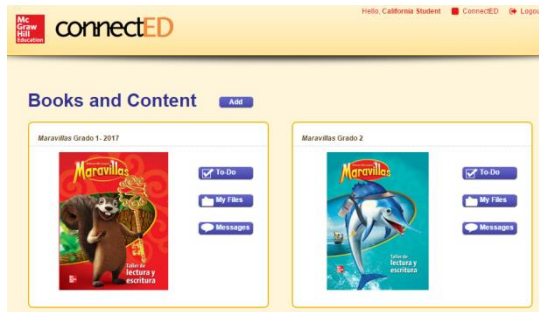 Mc
Graw
Hill
Education
connectED
Hello, California Student ConnectED Logou
Books and Content Add
Maravillas Grado 1- 2017
Maravillas
Taller de
lectura y
escritura
To-Do
My Files
Messages
Maravillas Grado 2
Maravillas
Taller de
lectura y
escritura
To-Do
My Files
Messages